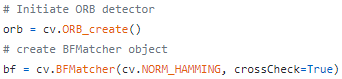 # Initiate ORB detector
orb = cv.ORB_create()
# create BFMatcher object
bf = cv.BFMatcher(cv.NORM_HAMMING, crossCheck=True)